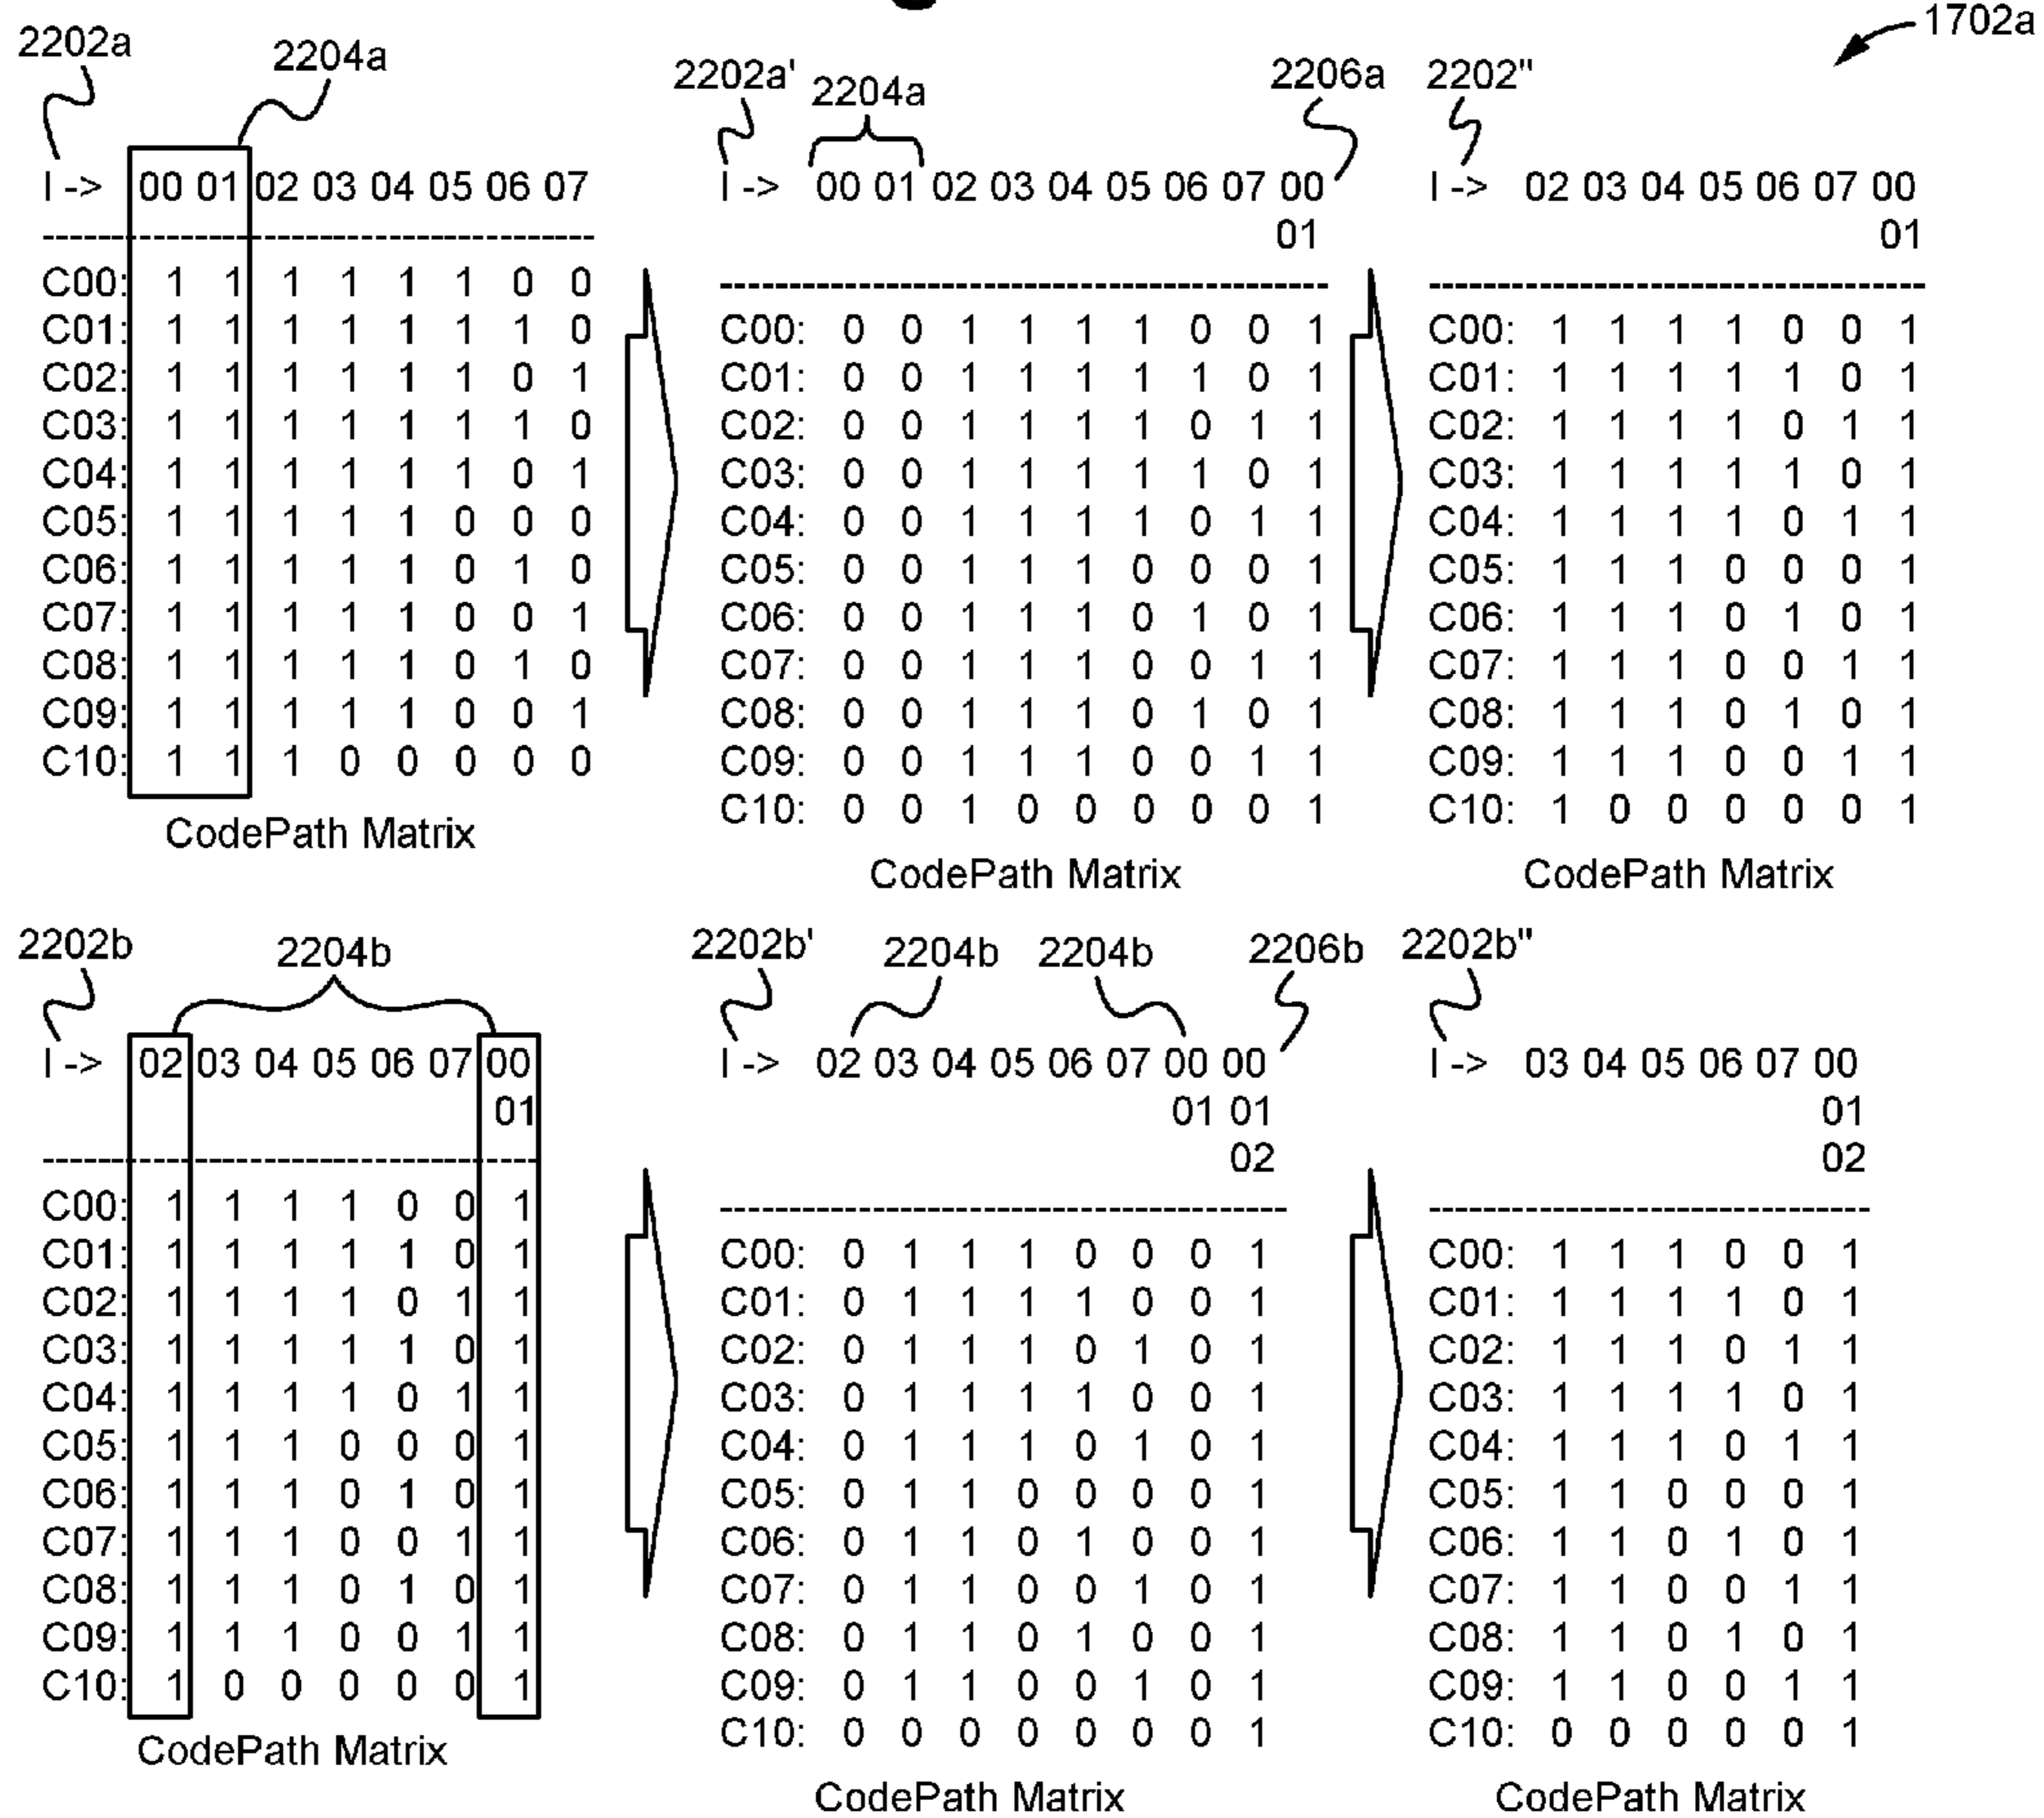 1702a
2202a 2204a
I -> 00 01 02 03 04 05 06 07
-----------------------------------------
C00: 1 1 1 1 1 1 0 0
C01: 1 1 1 1 1 1 1 0
C02: 1 1 1 1 1 1 0 1
C03: 1 1 1 1 1 1 1 0
C04: 1 1 1 1 1 1 0 1
C05: 1 1 1 1 1 0 0 0
C06: 1 1 1 1 1 0 1 0
C07: 1 1 1 1 1 0 0 1
C08: 1 1 1 1 1 0 1 0
C09: 1 1 1 1 1 0 0 1
C10: 1 1 1 0 0 0 0 0
CodePath Matrix
2202a' 2204a 2206a
I -> 00 01 02 03 04 05 06 07 00
01
-----------------------------------------
C00: 0 0 1 1 1 1 0 0 1
C01: 0 0 1 1 1 1 1 0 1
C02: 0 0 1 1 1 1 0 1 1
C03: 0 0 1 1 1 1 1 0 1
C04: 0 0 1 1 1 1 0 1 1
C05: 0 0 1 1 1 0 0 0 1
C06: 0 0 1 1 1 0 1 0 1
C07: 0 0 1 1 1 0 0 1 1
C08: 0 0 1 1 1 0 1 0 1
C09: 0 0 1 1 1 0 0 1 1
C10: 0 0 1 0 0 0 0 0 1
CodePath Matrix
2202"
I -> 02 03 04 05 06 07 00
01
-----------------------------------
C00: 1 1 1 1 0 0 1
C01: 1 1 1 1 1 0 1
C02: 1 1 1 1 0 1 1
C03: 1 1 1 1 1 0 1
C04: 1 1 1 1 0 1 1
C05: 1 1 1 0 0 0 1
C06: 1 1 1 0 1 0 1
C07: 1 1 1 0 0 1 1
C08: 1 1 1 0 1 0 1
C09: 1 1 1 0 0 1 1
C10: 1 0 0 0 0 0 1
CodePath Matrix
2202b 2204b
I -> 02 03 04 05 06 07 00
01
-----------------------------------
C00: 1 1 1 1 0 0 1
C01: 1 1 1 1 1 0 1
C02: 1 1 1 1 0 1 1
C03: 1 1 1 1 1 0 1
C04: 1 1 1 1 0 1 1
C05: 1 1 1 0 0 0 1
C06: 1 1 1 0 1 0 1
C07: 1 1 1 0 0 1 1
C08: 1 1 1 0 1 0 1
C09: 1 1 1 0 0 1 1
C10: 1 0 0 0 0 0 1
CodePath Matrix
2202b' 2204b 2204b 2206b
I -> 02 03 04 05 06 07 00 00
01 01
02
-----------------------------------------
C00: 0 1 1 1 0 0 0 1
C01: 0 1 1 1 1 0 0 1
C02: 0 1 1 1 0 1 0 1
C03: 0 1 1 1 1 0 0 1
C04: 0 1 1 1 0 1 0 1
C05: 0 1 1 0 0 0 0 1
C06: 0 1 1 0 1 0 0 1
C07: 0 1 1 0 0 1 0 1
C08: 0 1 1 0 1 0 0 1
C09: 0 1 1 0 0 1 0 1
C10: 0 0 0 0 0 0 0 1
CodePath Matrix
2202b"
I -> 03 04 05 06 07 00
01
02
-------------------------------
C00: 1 1 1 0 0 1
C01: 1 1 1 1 0 1
C02: 1 1 1 0 1 1
C03: 1 1 1 1 0 1
C04: 1 1 1 0 1 1
C05: 1 1 0 0 0 1
C06: 1 1 0 1 0 1
C07: 1 1 0 0 1 1
C08: 1 1 0 1 0 1
C09: 1 1 0 0 1 1
C10: 0 0 0 0 0 1
CodePath Matrix